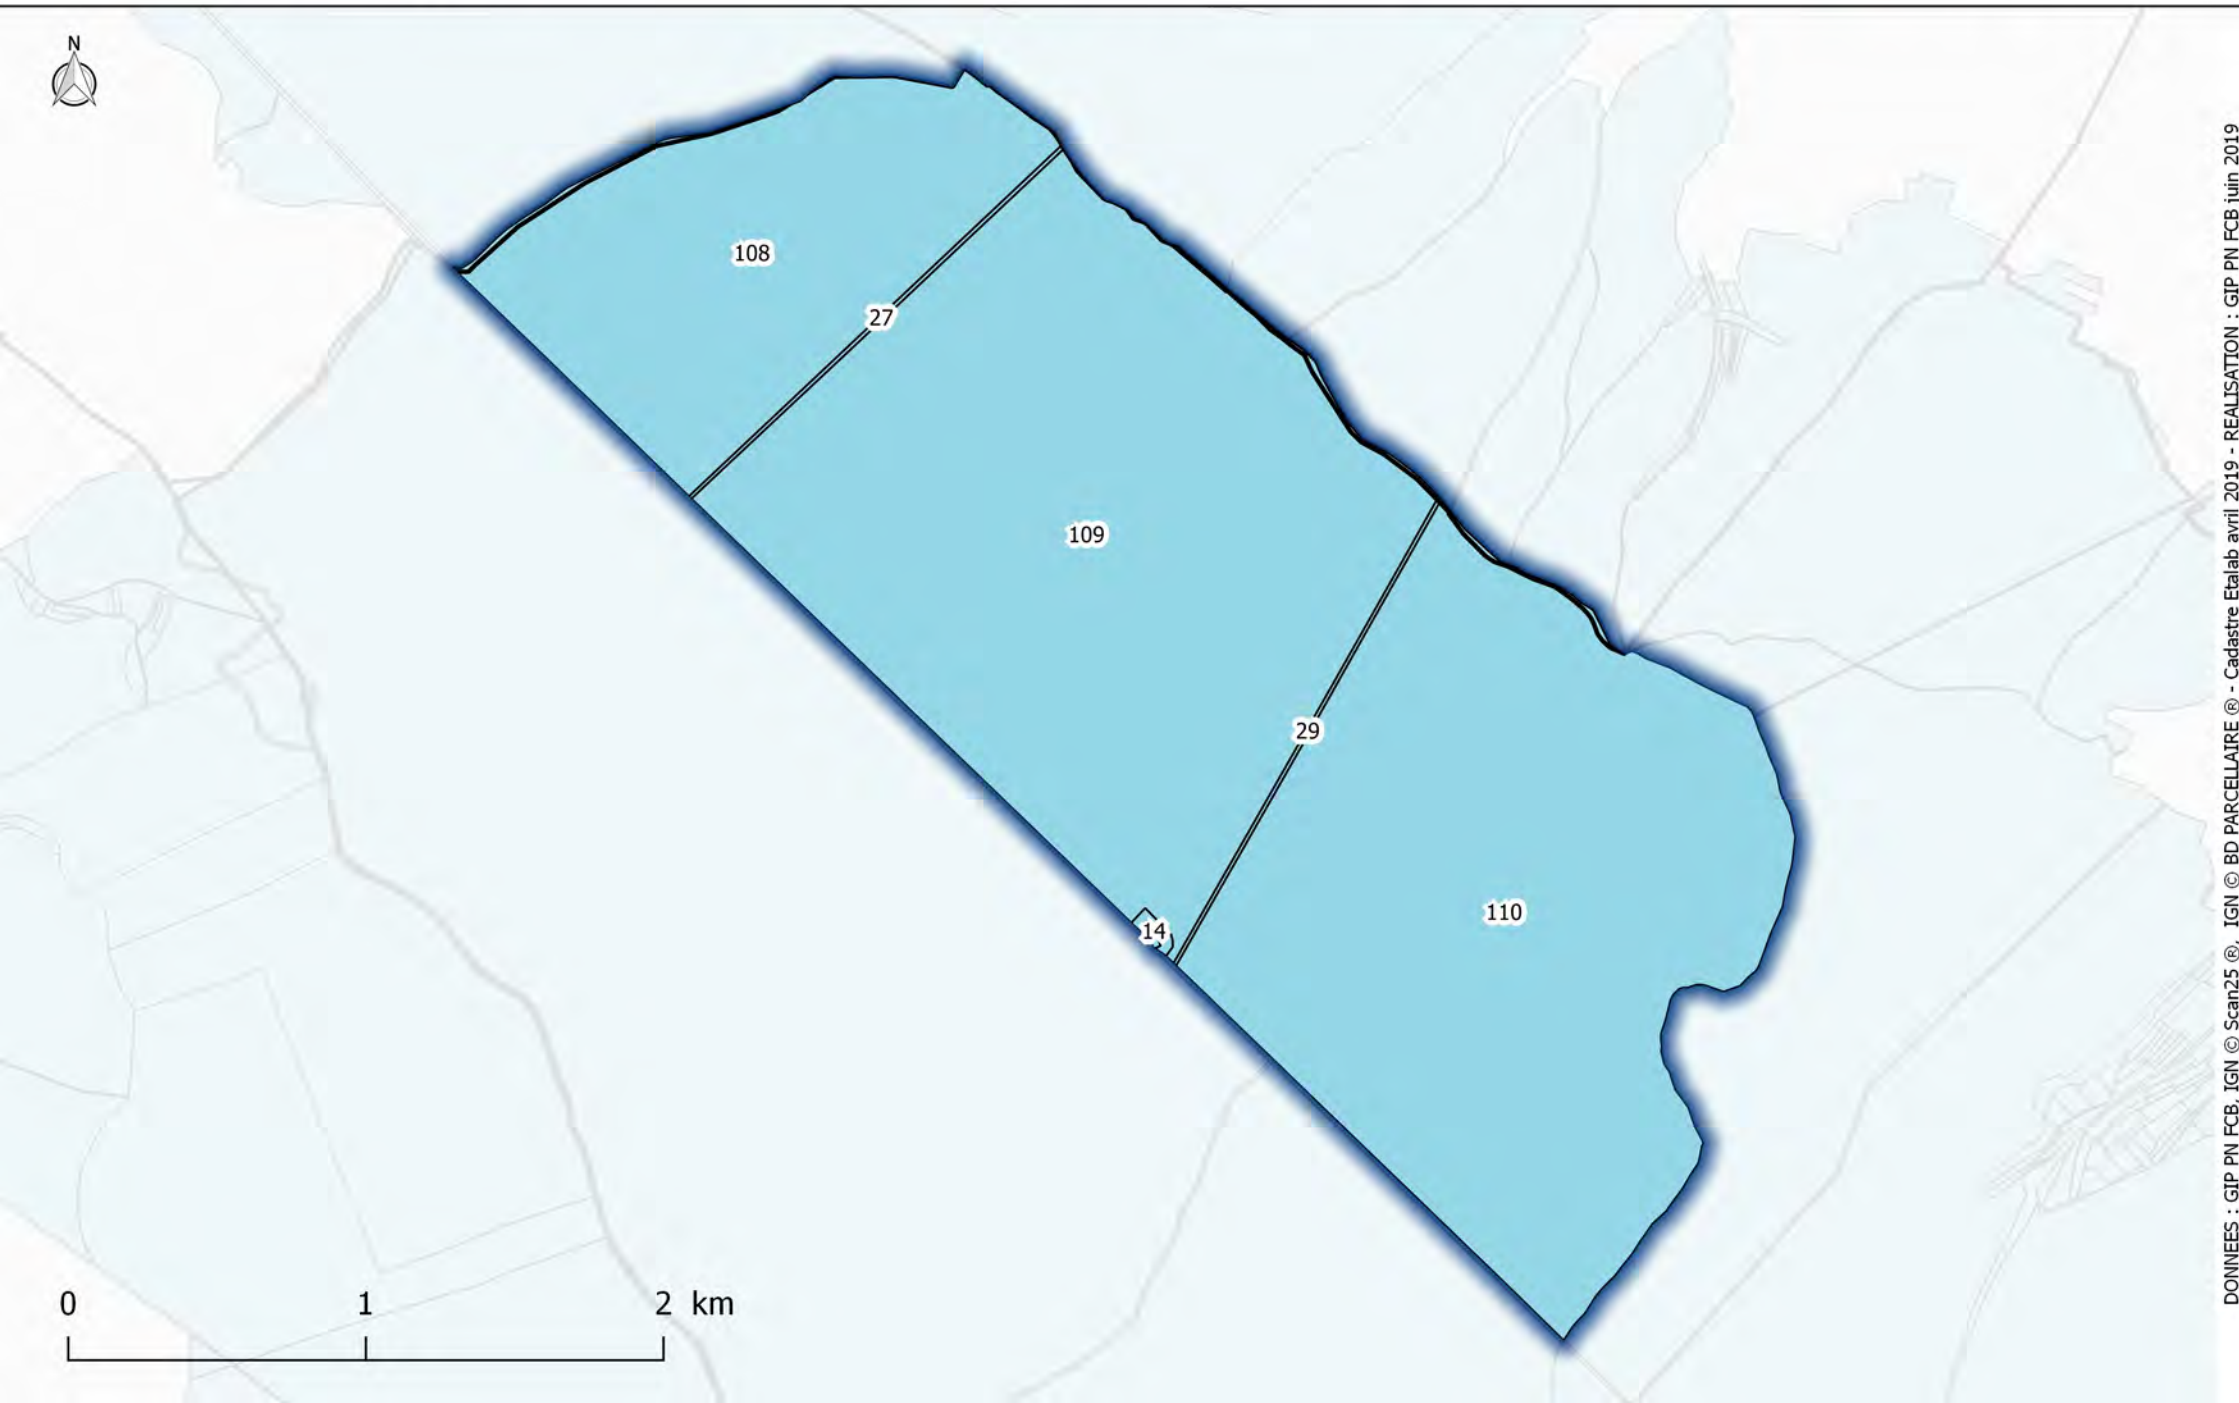 N
108
27
109
29
14
110
0 1 2 km
DONNEES : GIP PN FCB, IGN © Scan25 ®, IGN © BD PARCELLAIRE ® - Cadastre Etalab avril 2019 - REALISATION : GIP PN FCB juin 2019